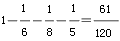 1 - 1/6 - 1/8 - 1/5 = 61/120